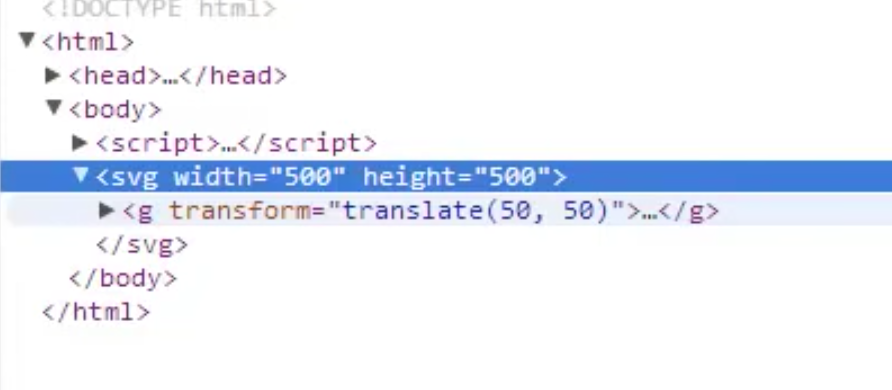 <!DOCTYPE html>
▼<html>
▶<head>…</head>
▼<body>
▶<script>…</script>
▼<svg width="500" height="500">
▶<g transform="translate(50, 50)">…</g>
</svg>
</body>
</html>